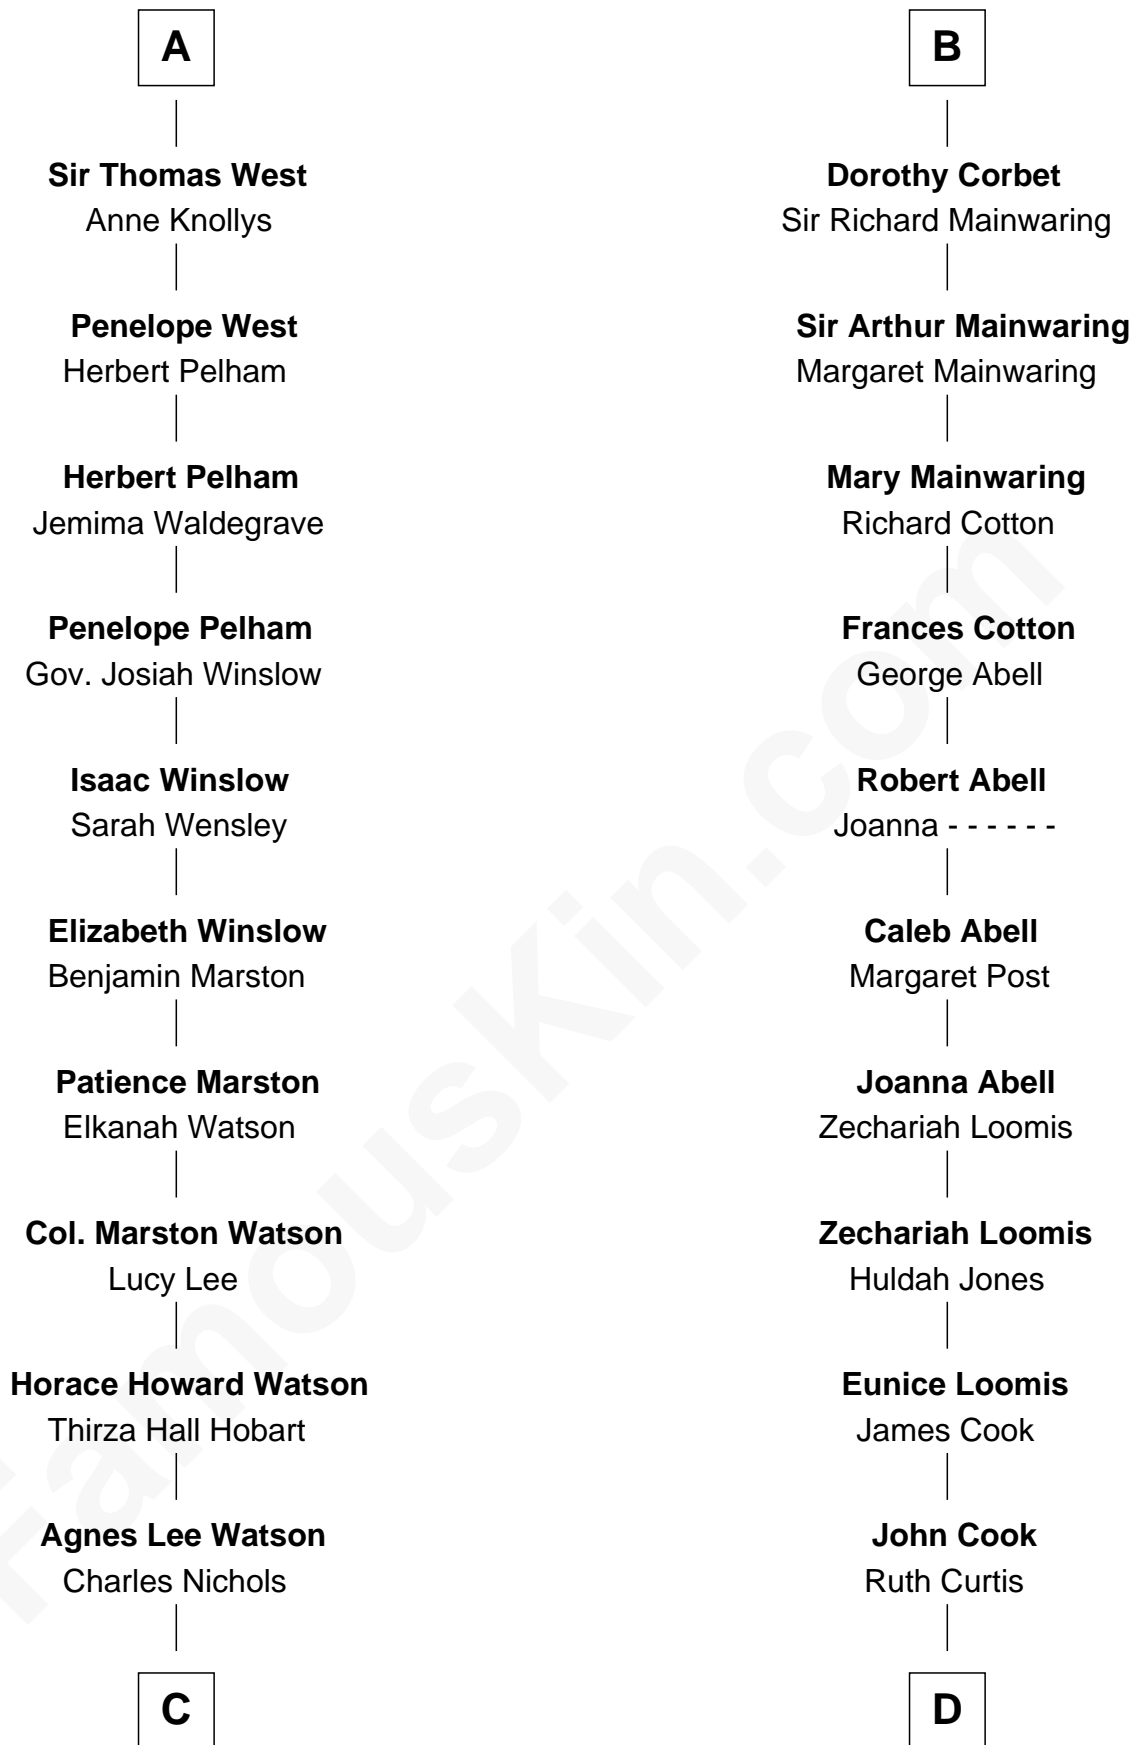 A
Sir Thomas West
Anne Knollys
Penelope West
Herbert Pelham
Herbert Pelham
Jemima Waldegrave
Penelope Pelham
Gov. Josiah Winslow
Isaac Winslow
Sarah Wensley
Elizabeth Winslow
Benjamin Marston
Patience Marston
Elkanah Watson
Col. Marston Watson
Lucy Lee
Horace Howard Watson
Thirza Hall Hobart
Agnes Lee Watson
Charles Nichols
C
B
Dorothy Corbet
Sir Richard Mainwaring
Sir Arthur Mainwaring
Margaret Mainwaring
Mary Mainwaring
Richard Cotton
Frances Cotton
George Abell
Robert Abell
Joanna - - - - - -
Caleb Abell
Margaret Post
Joanna Abell
Zechariah Loomis
Zechariah Loomis
Huldah Jones
Eunice Loomis
James Cook
John Cook
Ruth Curtis
D
FamousKin.com